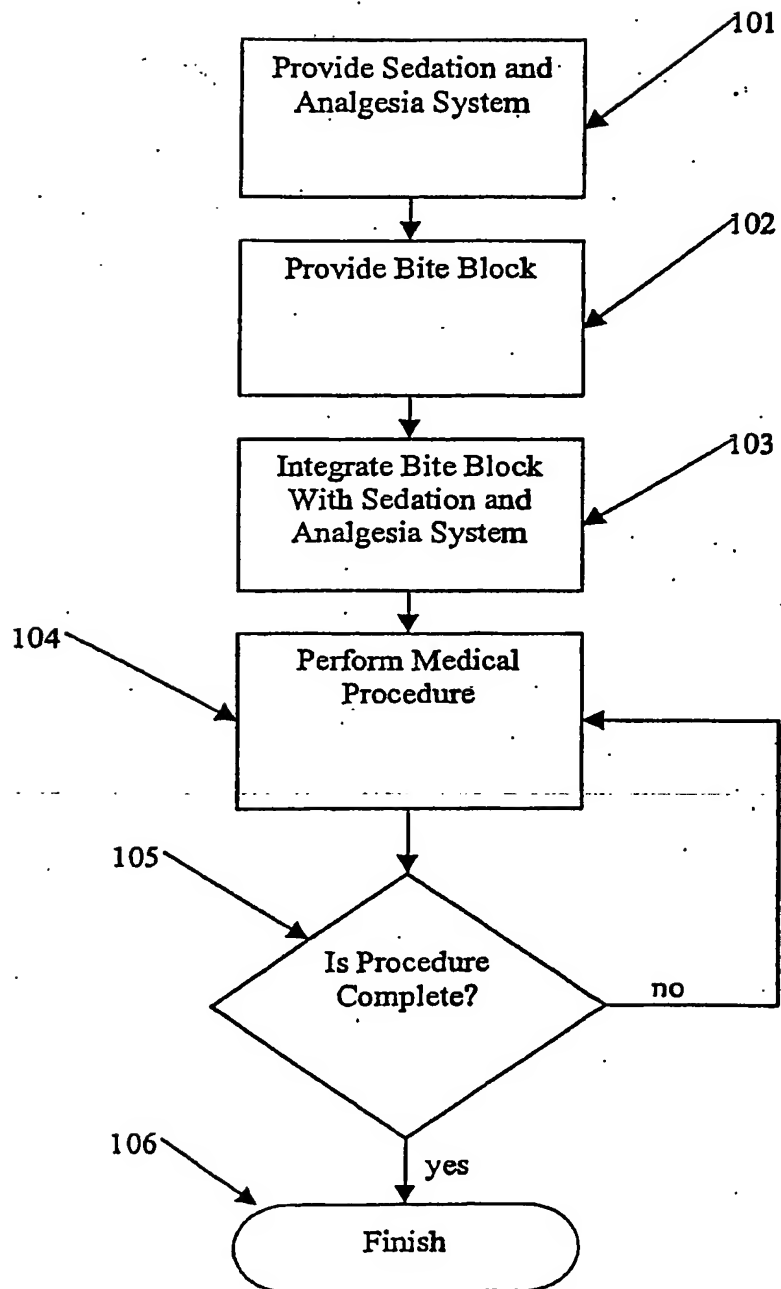 101
Provide Sedation and
Analgesia System
102
Provide Bite Block
103
Integrate Bite Block
With Sedation and
Analgesia System
104
Perform Medical
Procedure
105
Is Procedure
Complete?
no
106
yes
Finish